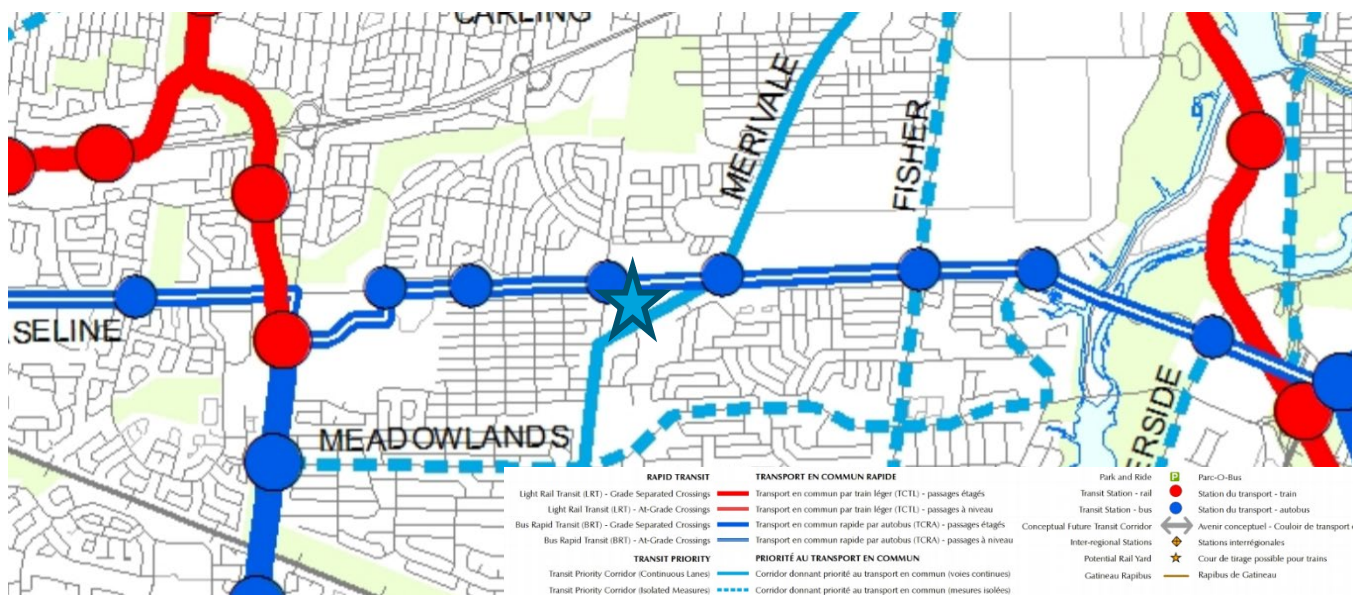 CARLING
MERIVALE
FISHER
SELINE
MEADOWLANDS
ERSIDE
RAPID TRANSIT TRANSPORT EN COMMUN RAPIDE
Light Rail Transit (LRT) - Grade Separated Crossings Transport en commun par train léger (TCTL) - passages étagés
Light Rail Transit (LRT) - At-Grade Crossings Transport en commun par train léger (TCTL) - passages à niveau
Bus Rapid Transit (BRT) - Grade Separated Crossings Transport en commun rapide par autobus (TCRA) - passages étagés
Bus Rapid Transit (BRT) - At-Grade Crossings Transport en commun rapide par autobus (TCRA) - passages à niveau
TRANSIT PRIORITY PRIORITÉ AU TRANSPORT EN COMMUN
Transit Priority Corridor (Continuous Lanes) Corridor donnant priorité au transport en commun (voies continues)
Transit Priority Corridor (Isolated Measures) Corridor donnant priorité au transport en commun (mesures isolées)
Park and Ride P Parc-O-Bus
Transit Station - rail Station du transport - train
Transit Station - bus Station du transport - autobus
Conceptual Future Transit Corridor Avenir conceptuel - Couloir de transport
Inter-regional Stations Stations interrégionales
Potential Rail Yard Cour de tirage possible pour trains
Gatineau Rapibus Rapibus de Gatineau